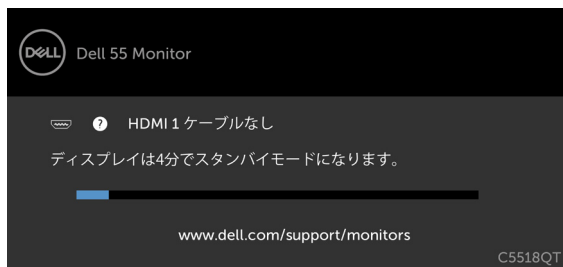 DELL Dell 55 Monitor
? HDMI 1 ケーブルなし
ディスプレイは4分でスタンバイモードになります。
www.dell.com/support/monitors
C5518QT